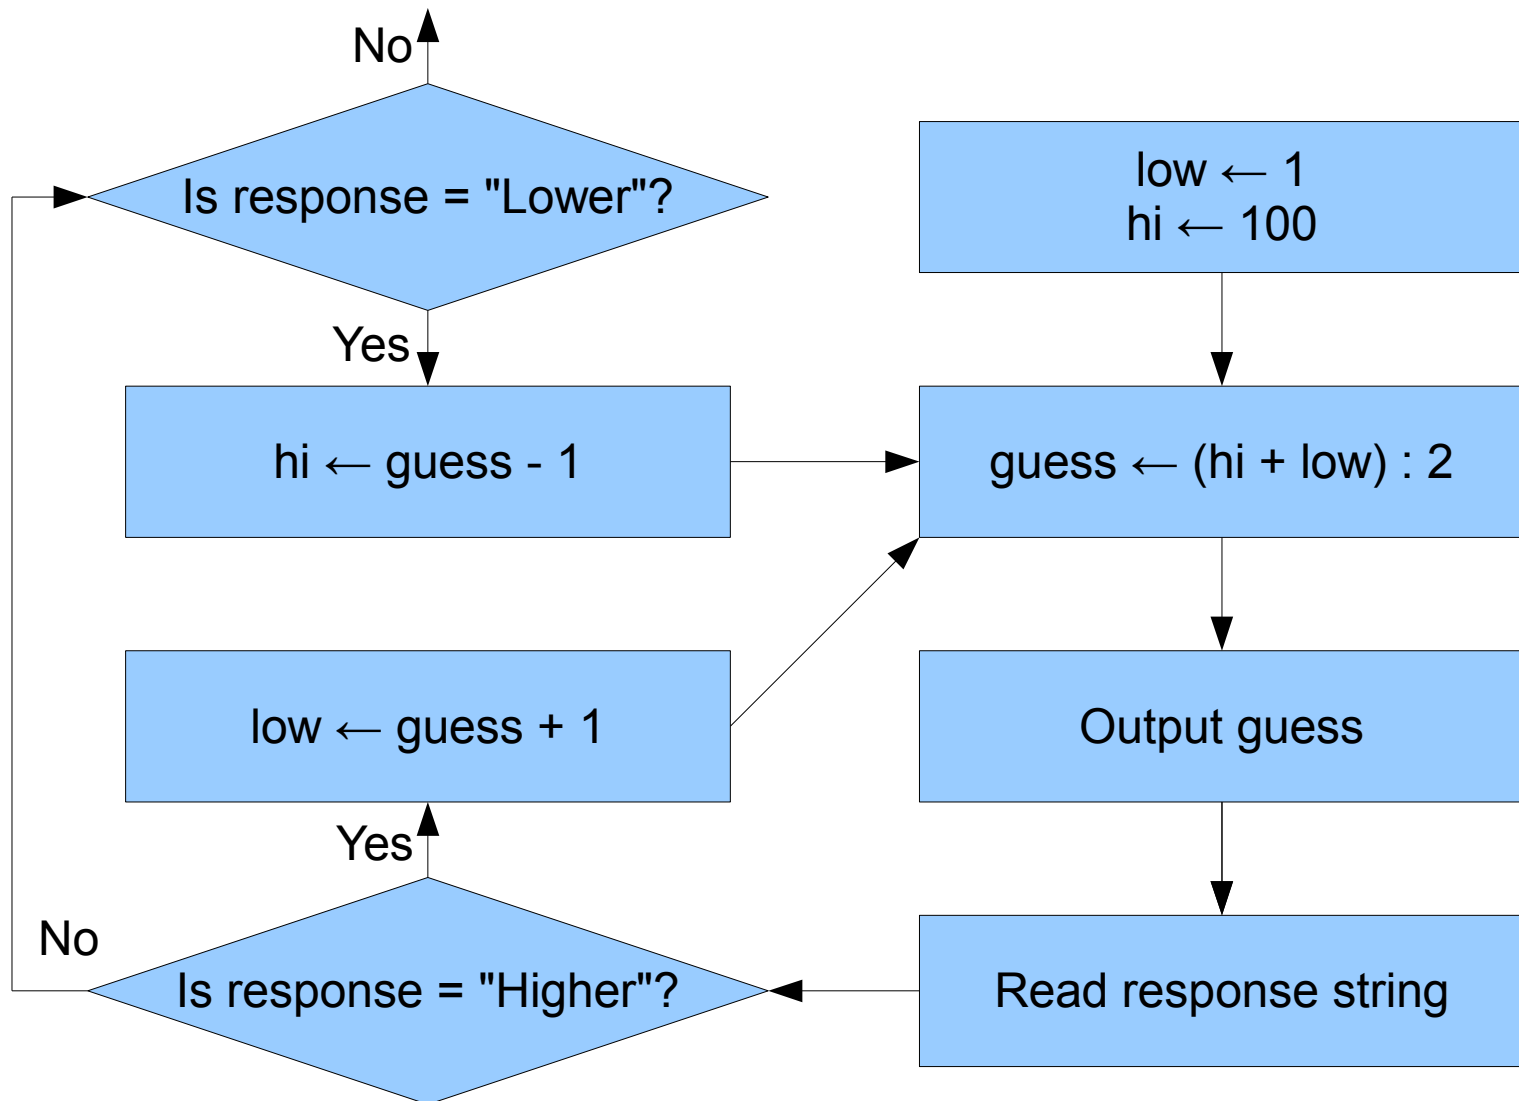 No
Is response = "Lower"?
Yes
hi ← guess - 1
low ← guess + 1
Yes
No
Is response = "Higher"?
low ← 1
hi ← 100
guess ← (hi + low) : 2
Output guess
Read response string